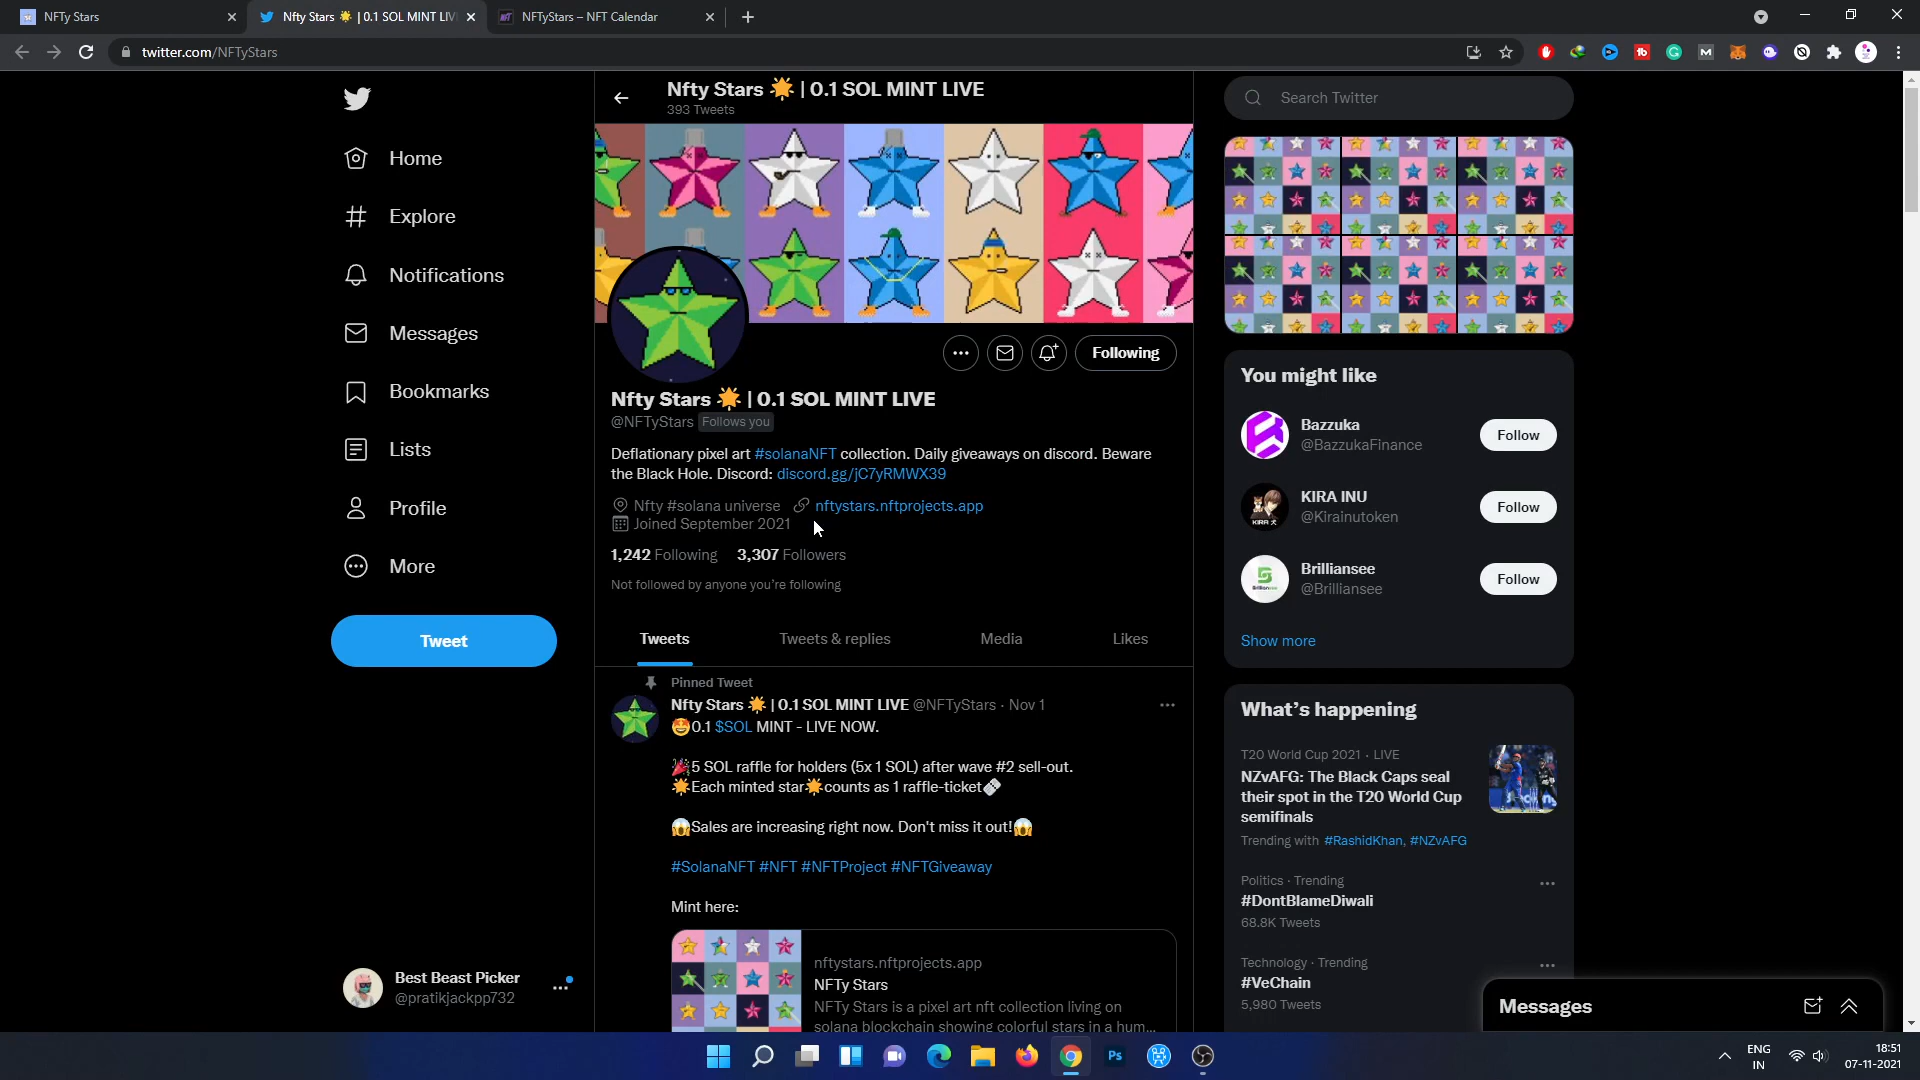 NFTy Stars
Nfty Stars 🌟 | 0.1 SOL MINT LIV
NFTyStars – NFT Calendar
twitter.com/NFTyStars
Home
Explore
Notifications
Messages
Bookmarks
Lists
Profile
More
Tweet
Best Beast Picker
@pratikjackpp732
Nfty Stars 🌟 | 0.1 SOL MINT LIVE
393 Tweets
Following
Nfty Stars 🌟 | 0.1 SOL MINT LIVE
@NFTyStars Follows you
Deflationary pixel art #solanaNFT collection. Daily giveaways on discord. Beware
the Black Hole. Discord: discord.gg/jC7yRMWX39
Nfty #solana universe nftystars.nftprojects.app
Joined September 2021
1,242 Following 3,307 Followers
Not followed by anyone you're following
Tweets Tweets & replies Media Likes
Pinned Tweet
Nfty Stars 🌟 | 0.1 SOL MINT LIVE @NFTyStars · Nov 1
🤩0.1 $SOL MINT - LIVE NOW.
🎉5 SOL raffle for holders (5x 1 SOL) after wave #2 sell-out.
🌟Each minted star🌟counts as 1 raffle-ticket
😱Sales are increasing right now. Don't miss it out!😱
#SolanaNFT #NFT #NFTProject #NFTGiveaway
Mint here:
nftystars.nftprojects.app
NFTy Stars
NFTy Stars is a pixel art nft collection living on
solana blockchain showing colorful stars in a hum...
Search Twitter
You might like
Bazzuka
@BazzukaFinance
Follow
KIRA INU
@Kirainutoken
Follow
Brilliansee
@Brilliansee
Follow
Show more
What's happening
T20 World Cup 2021 · LIVE
NZvAFG: The Black Caps seal
their spot in the T20 World Cup
semifinals
Trending with #RashidKhan, #NZvAFG
Politics · Trending
#DontBlameDiwali
68.8K Tweets
Technology · Trending
#VeChain
5,980 Tweets
Messages
Ps
ENG
IN
18:51
07-11-2021